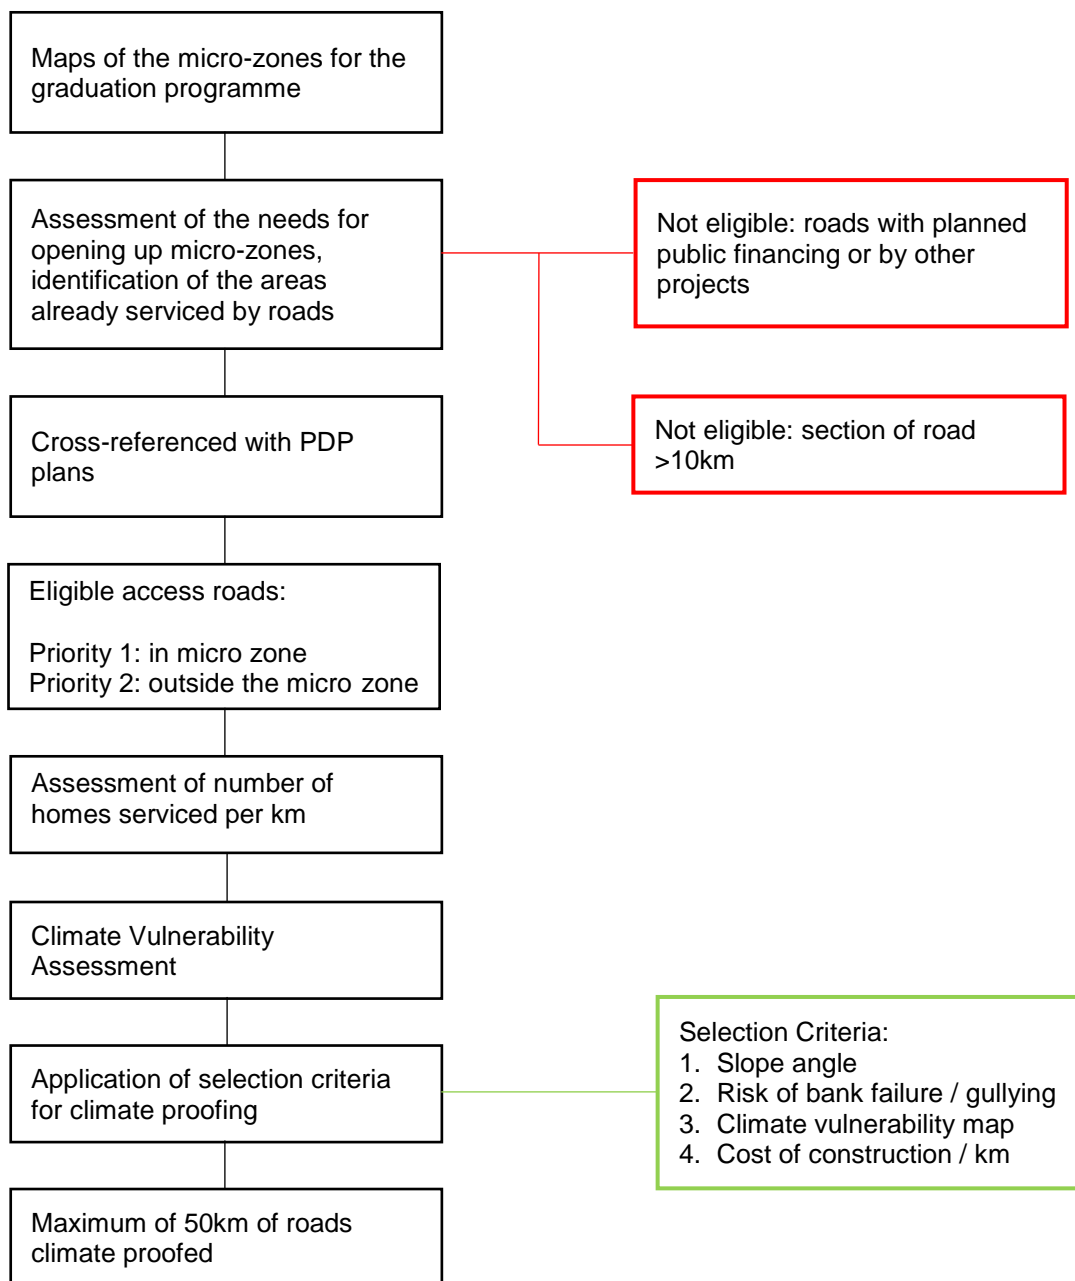 Maps of the micro-zones for the
graduation programme
Assessment of the needs for
opening up micro-zones,
identification of the areas
already serviced by roads
Not eligible: roads with planned
public financing or by other
projects
Cross-referenced with PDP
plans
Not eligible: section of road
>10km
Eligible access roads:
Priority 1: in micro zone
Priority 2: outside the micro zone
Assessment of number of
homes serviced per km
Climate Vulnerability
Assessment
Application of selection criteria
for climate proofing
Selection Criteria:
1. Slope angle
2. Risk of bank failure / gullying
3. Climate vulnerability map
4. Cost of construction / km
Maximum of 50km of roads
climate proofed